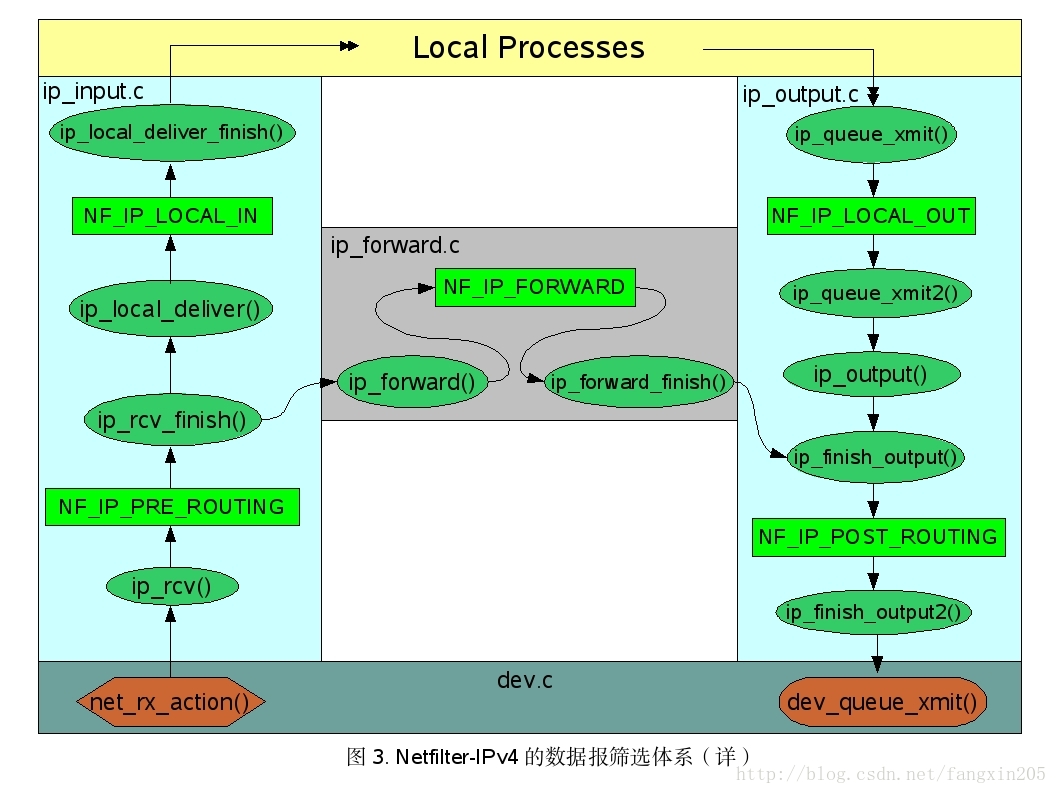 Local Processes
ip_input.c
ip_local_deliver_finish()
NF_IP_LOCAL_IN
ip_local_deliver()
ip_rcv_finish()
NF_IP_PRE_ROUTING
ip_rcv()
ip_forward.c
NF_IP_FORWARD
ip_forward()
ip_forward_finish()
ip_output.c
ip_queue_xmit()
NF_IP_LOCAL_OUT
ip_queue_xmit2()
ip_output()
ip_finish_output()
NF_IP_POST_ROUTING
ip_finish_output2()
dev.c
net_rx_action()
dev_queue_xmit()
图 3. Netfilter-IPv4 的数据报筛选体系（详）
http://blog.csdn.net/fangxin205